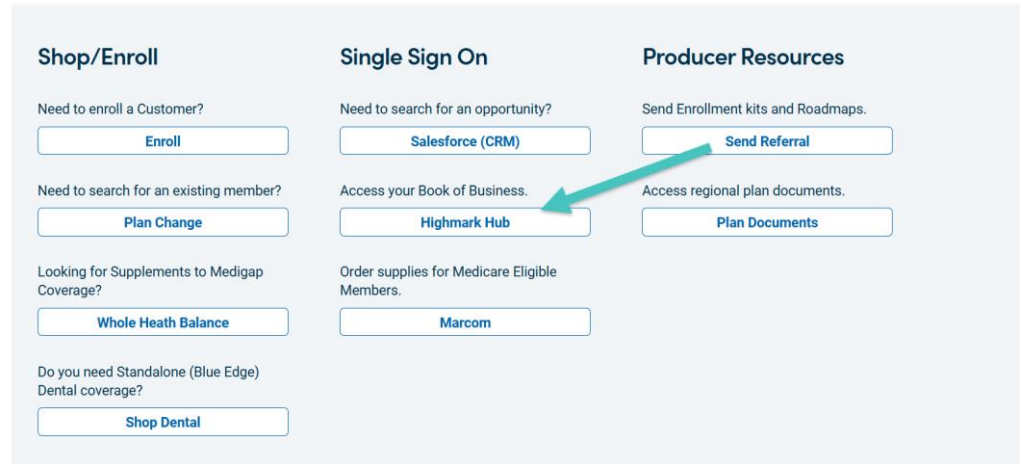 Shop/Enroll
Need to enroll a Customer?
Enroll
Need to search for an existing member?
Plan Change
Looking for Supplements to Medigap
Coverage?
Whole Heath Balance
Do you need Standalone (Blue Edge)
Dental coverage?
Shop Dental
Single Sign On
Need to search for an opportunity?
Salesforce (CRM)
Access your Book of Business.
Highmark Hub
Order supplies for Medicare Eligible
Members.
Marcom
Producer Resources
Send Enrollment kits and Roadmaps.
Send Referral
Access regional plan documents.
Plan Documents